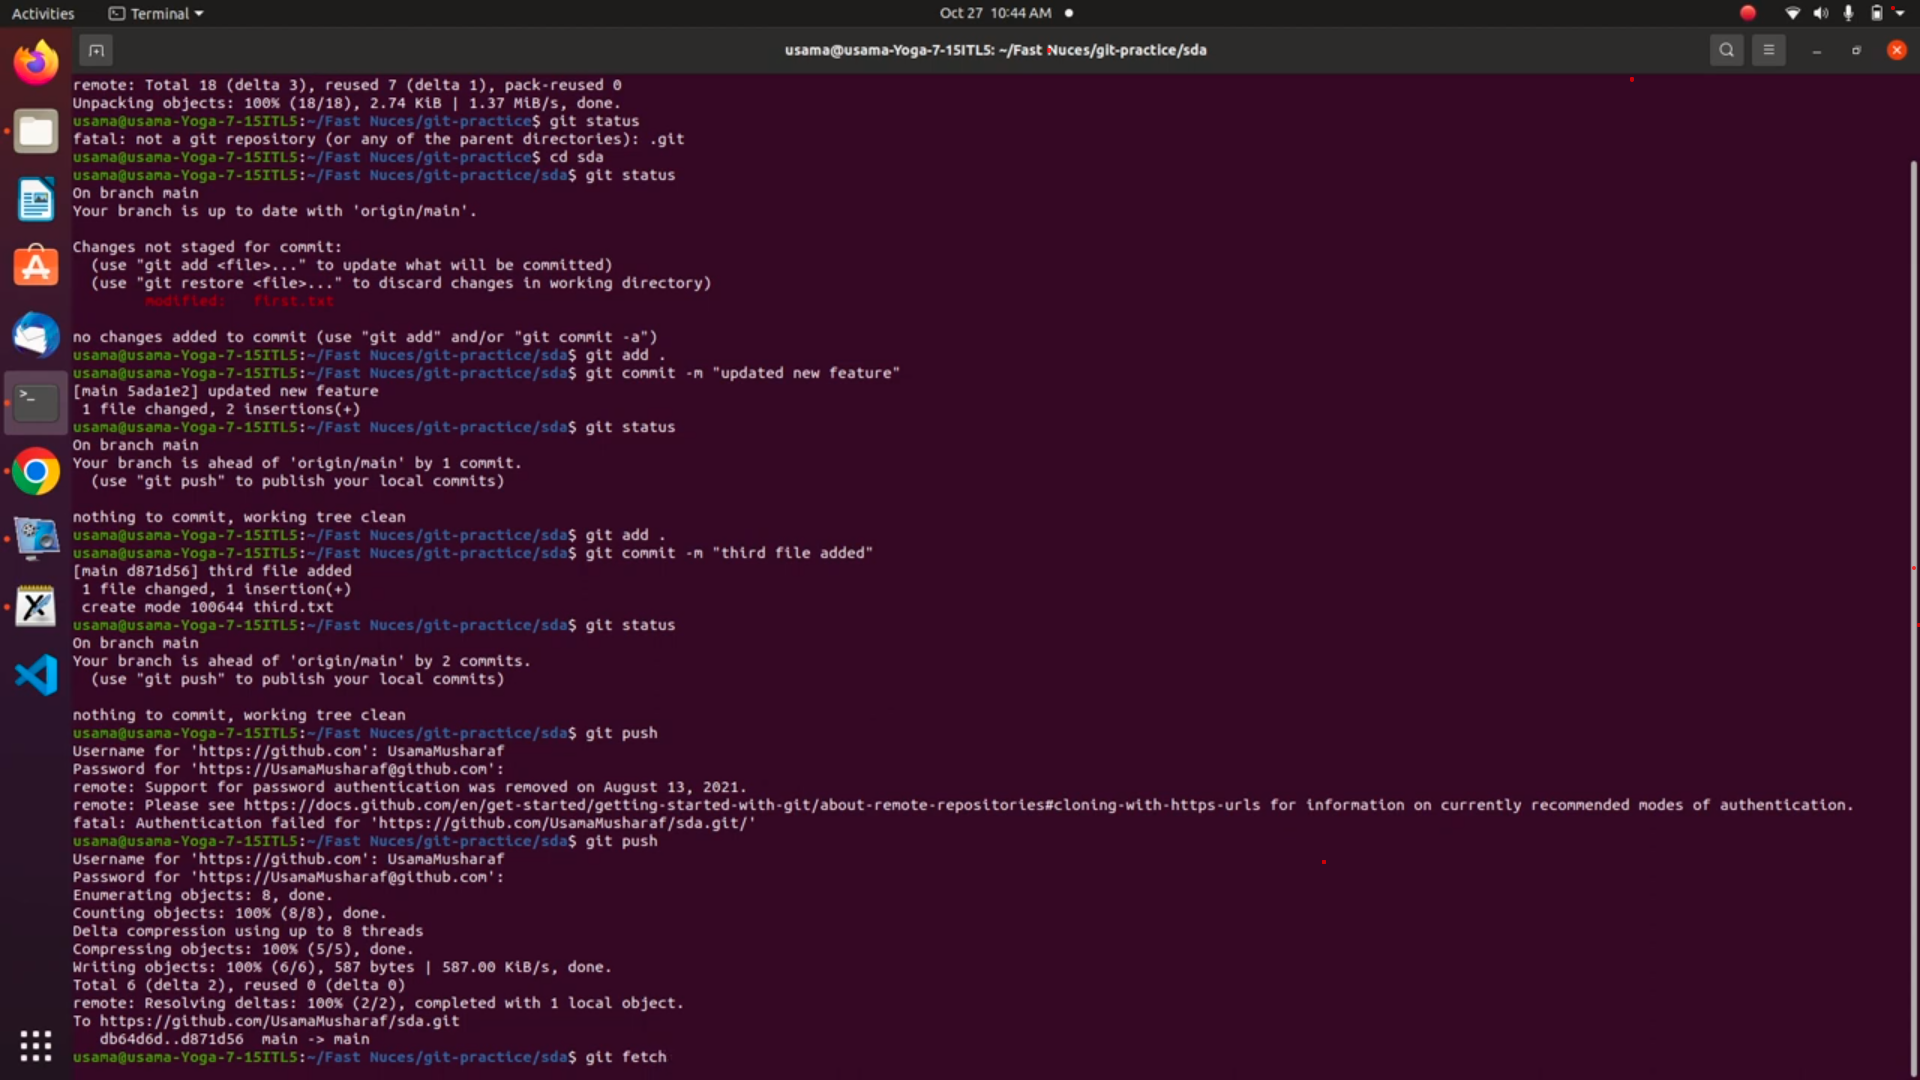 Activities
Terminal
Oct 27 10:44 AM
usama@usama-Yoga-7-15ITL5: ~/Fast Nuces/git-practice/sda
remote: Total 18 (delta 3), reused 7 (delta 1), pack-reused 0
Unpacking objects: 100% (18/18), 2.74 KiB | 1.37 MiB/s, done.
usama@usama-Yoga-7-15ITL5:~/Fast Nuces/git-practice$ git status
fatal: not a git repository (or any of the parent directories): .git
usama@usama-Yoga-7-15ITL5:~/Fast Nuces/git-practice$ cd sda
usama@usama-Yoga-7-15ITL5:~/Fast Nuces/git-practice/sda$ git status
On branch main
Your branch is up to date with 'origin/main'.
Changes not staged for commit:
(use "git add <file>..." to update what will be committed)
(use "git restore <file>..." to discard changes in working directory)
modified: first.txt
no changes added to commit (use "git add" and/or "git commit -a")
usama@usama-Yoga-7-15ITL5:~/Fast Nuces/git-practice/sda$ git add .
usama@usama-Yoga-7-15ITL5:~/Fast Nuces/git-practice/sda$ git commit -m "updated new feature"
[main 5ada1e2] updated new feature
1 file changed, 2 insertions(+)
usama@usama-Yoga-7-15ITL5:~/Fast Nuces/git-practice/sda$ git status
On branch main
Your branch is ahead of 'origin/main' by 1 commit.
(use "git push" to publish your local commits)
nothing to commit, working tree clean
usama@usama-Yoga-7-15ITL5:~/Fast Nuces/git-practice/sda$ git add .
usama@usama-Yoga-7-15ITL5:~/Fast Nuces/git-practice/sda$ git commit -m "third file added"
[main d871d56] third file added
1 file changed, 1 insertion(+)
create mode 100644 third.txt
usama@usama-Yoga-7-15ITL5:~/Fast Nuces/git-practice/sda$ git status
On branch main
Your branch is ahead of 'origin/main' by 2 commits.
(use "git push" to publish your local commits)
nothing to commit, working tree clean
usama@usama-Yoga-7-15ITL5:~/Fast Nuces/git-practice/sda$ git push
Username for 'https://github.com': UsamaMusharaf
Password for 'https://UsamaMusharaf@github.com':
remote: Support for password authentication was removed on August 13, 2021.
remote: Please see https://docs.github.com/en/get-started/getting-started-with-git/about-remote-repositories#cloning-with-https-urls for information on currently recommended modes of authentication.
fatal: Authentication failed for 'https://github.com/UsamaMusharaf/sda.git/'
usama@usama-Yoga-7-15ITL5:~/Fast Nuces/git-practice/sda$ git push
Username for 'https://github.com': UsamaMusharaf
Password for 'https://UsamaMusharaf@github.com':
Enumerating objects: 8, done.
Counting objects: 100% (8/8), done.
Delta compression using up to 8 threads
Compressing objects: 100% (5/5), done.
Writing objects: 100% (6/6), 587 bytes | 587.00 KiB/s, done.
Total 6 (delta 2), reused 0 (delta 0)
remote: Resolving deltas: 100% (2/2), completed with 1 local object.
To https://github.com/UsamaMusharaf/sda.git
db64d6d..d871d56 main -> main
usama@usama-Yoga-7-15ITL5:~/Fast Nuces/git-practice/sda$ git fetch